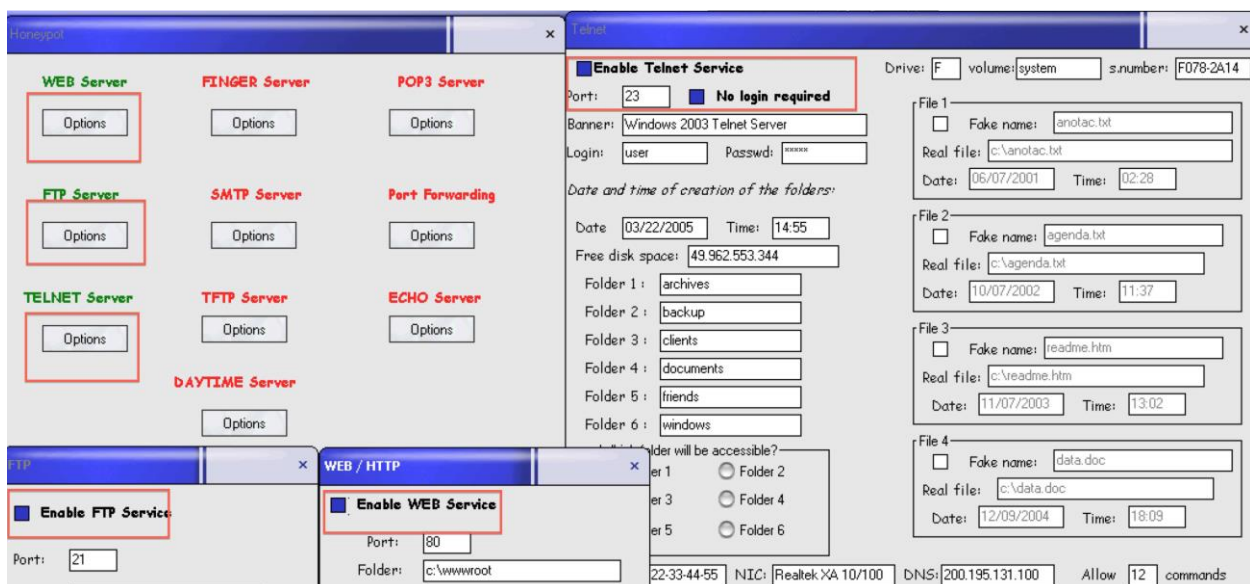 Honeypot
WEB Server
FINGER Server
POP3 Server
Options
Options
Options
FTP Server
SMTP Server
Port Forwarding
Options
Options
Options
TELNET Server
TFTP Server
ECHO Server
Options
Options
Options
DAYTIME Server
Options
Telnet
Enable Telnet Service
Port: 23 No login required
Banner: Windows 2003 Telnet Server
Login: user Passwd: *****
Date and time of creation of the folders:
Date 03/22/2005 Time: 14:55
Free disk space: 49.962.553.344
Folder 1 : archives
Folder 2 : backup
Folder 3 : clients
Folder 4 : documents
Folder 5 : friends
Folder 6 : windows
folder will be accessible?
er 1 Folder 2
er 3 Folder 4
er 5 Folder 6
Drive: F volume: system s.number: F078-2A14
File 1
Fake name: anotac.txt
Real file: c:\anotac.txt
Date: 06/07/2001 Time: 02:28
File 2
Fake name: agenda.txt
Real file: c:\agenda.txt
Date: 10/07/2002 Time: 11:37
File 3
Fake name: readme.htm
Real file: c:\readme.htm
Date: 11/07/2003 Time: 13:02
File 4
Fake name: data.doc
Real file: c:\data.doc
Date: 12/09/2004 Time: 18:09
22-33-44-55 NIC: Realtek XA 10/100 DNS: 200.195.131.100 Allow 12 commands
FTP
Enable FTP Service
Port: 21
WEB / HTTP
Enable WEB Service
Port: 80
Folder: c:\wwwroot